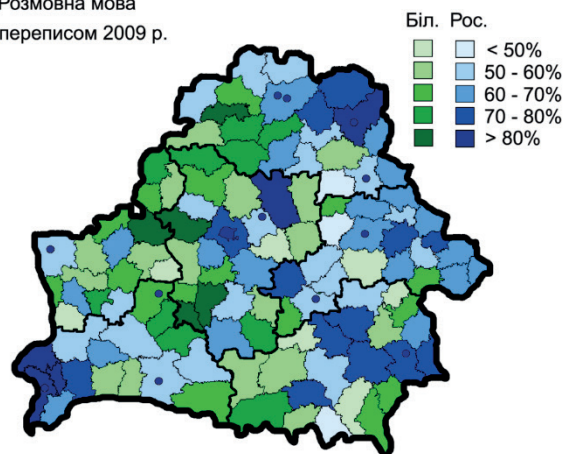 Розмовна мова
переписом 2009 р.
Біл. Рос.
< 50%
50 - 60%
60 - 70%
70 - 80%
> 80%